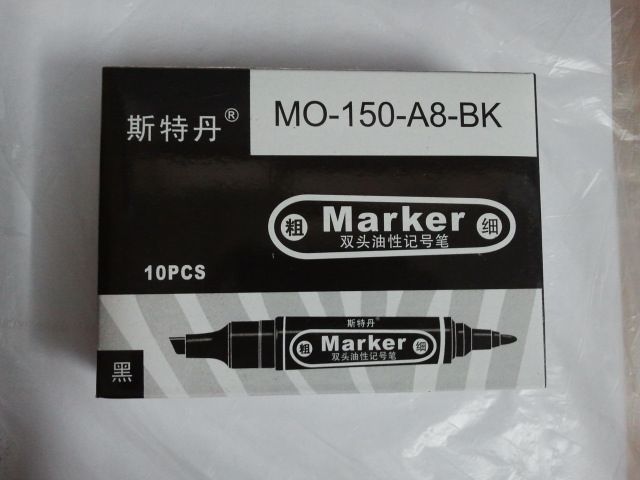 斯特丹®
MO-150-A8-BK
粗 Marker 细
双头油性记号笔
10PCS
斯特丹
粗 Marker 细
双头油性记号笔
黑